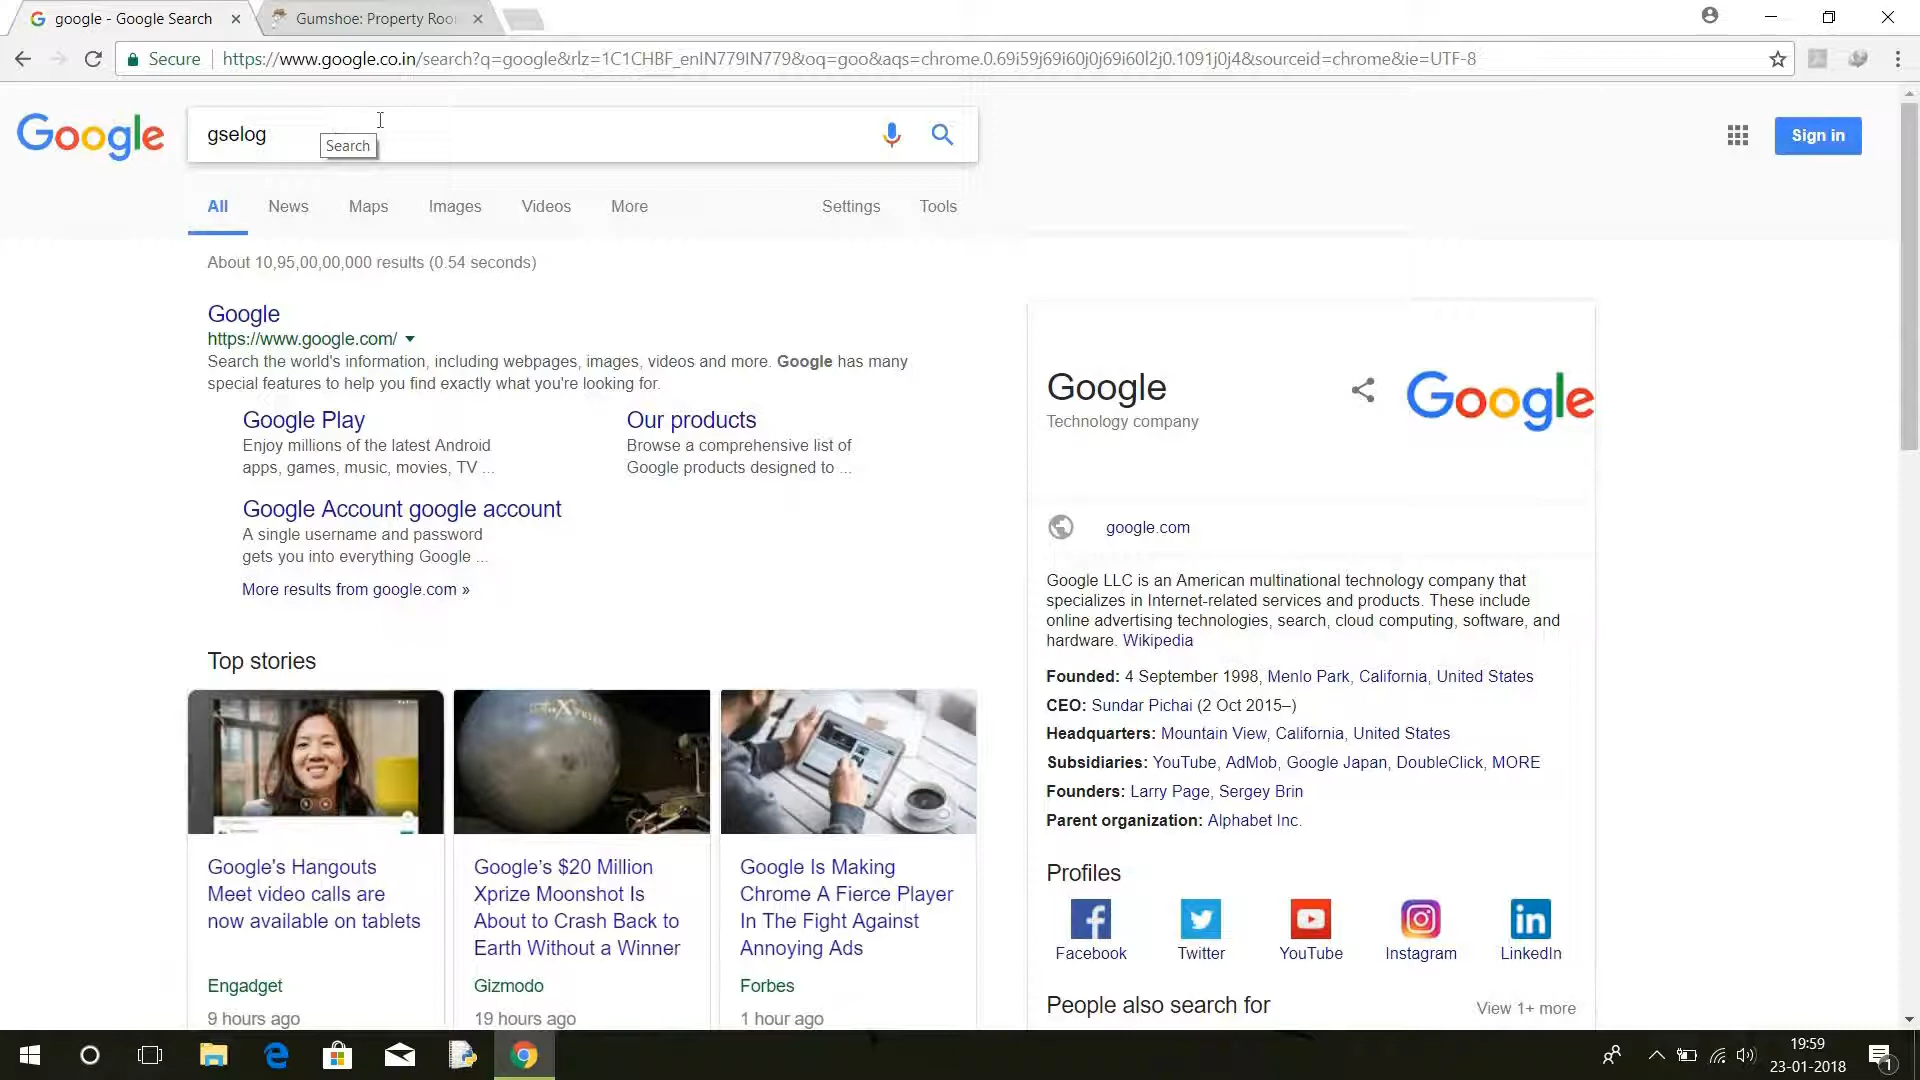 google - Google Search
Gumshoe: Property Roo
Secure
https://www.google.co.in/search?q=google&rlz=1C1CHBF_enIN779IN779&oq=goo&aqs=chrome.0.69i59j69i60j0j69i60l2j0.1091j0j4&sourceid=chrome&ie=UTF-8
Google
gselog
Search
Sign in
All News Maps Images Videos More Settings Tools
About 10,95,00,00,000 results (0.54 seconds)
Google
https://www.google.com/
Search the world's information, including webpages, images, videos and more. Google has many
special features to help you find exactly what you're looking for.
Google Play
Enjoy millions of the latest Android
apps, games, music, movies, TV ...
Our products
Browse a comprehensive list of
Google products designed to ...
Google Account google account
A single username and password
gets you into everything Google ...
More results from google.com »
Top stories
Google's Hangouts
Meet video calls are
now available on tablets
Engadget
9 hours ago
Google’s $20 Million
Xprize Moonshot Is
About to Crash Back to
Earth Without a Winner
Gizmodo
19 hours ago
Google Is Making
Chrome A Fierce Player
In The Fight Against
Annoying Ads
Forbes
1 hour ago
Google
Technology company
Google
google.com
Google LLC is an American multinational technology company that
specializes in Internet-related services and products. These include
online advertising technologies, search, cloud computing, software, and
hardware. Wikipedia
Founded: 4 September 1998, Menlo Park, California, United States
CEO: Sundar Pichai (2 Oct 2015–)
Headquarters: Mountain View, California, United States
Subsidiaries: YouTube, AdMob, Google Japan, DoubleClick, MORE
Founders: Larry Page, Sergey Brin
Parent organization: Alphabet Inc.
Profiles
Facebook Twitter YouTube Instagram LinkedIn
People also search for
View 1+ more
19:59
23-01-2018
1